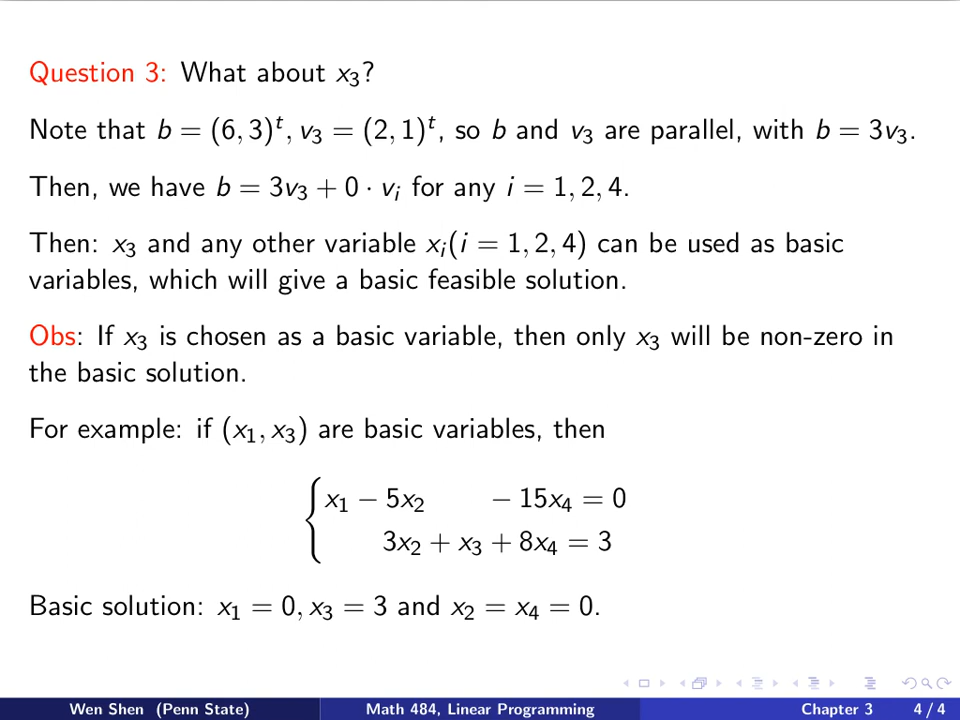 Question 3: What about x₃?
Note that b = (6, 3)ᵗ, v₃ = (2, 1)ᵗ, so b and v₃ are parallel, with b = 3v₃.
Then, we have b = 3v₃ + 0 · vᵢ for any i = 1, 2, 4.
Then: x₃ and any other variable xᵢ(i = 1, 2, 4) can be used as basic
variables, which will give a basic feasible solution.
Obs: If x₃ is chosen as a basic variable, then only x₃ will be non-zero in
the basic solution.
For example: if (x₁, x₃) are basic variables, then
x₁ − 5x₂ − 15x₄ = 0
3x₂ + x₃ + 8x₄ = 3
Basic solution: x₁ = 0, x₃ = 3 and x₂ = x₄ = 0.
Wen Shen (Penn State) Math 484, Linear Programming Chapter 3 4 / 4